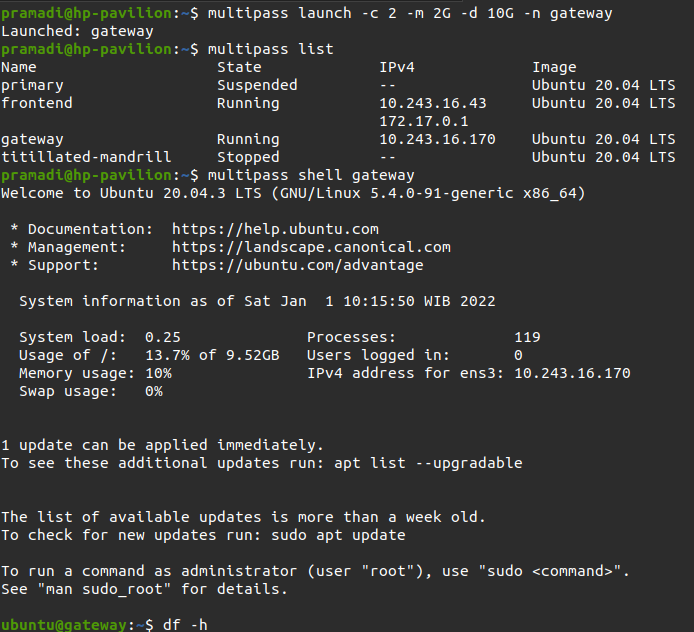 pramadi@hp-pavilion:~$ multipass launch -c 2 -m 2G -d 10G -n gateway
Launched: gateway
pramadi@hp-pavilion:~$ multipass list
Name                    State             IPv4             Image
primary                 Suspended         --               Ubuntu 20.04 LTS
frontend                Running           10.243.16.43     Ubuntu 20.04 LTS
                                          172.17.0.1
gateway                 Running           10.243.16.170    Ubuntu 20.04 LTS
titillated-mandrill     Stopped           --               Ubuntu 20.04 LTS
pramadi@hp-pavilion:~$ multipass shell gateway
Welcome to Ubuntu 20.04.3 LTS (GNU/Linux 5.4.0-91-generic x86_64)

 * Documentation:  https://help.ubuntu.com
 * Management:     https://landscape.canonical.com
 * Support:        https://ubuntu.com/advantage

  System information as of Sat Jan  1 10:15:50 WIB 2022

  System load:  0.25              Processes:             119
  Usage of /:   13.7% of 9.52GB   Users logged in:       0
  Memory usage: 10%               IPv4 address for ens3: 10.243.16.170
  Swap usage:   0%


1 update can be applied immediately.
To see these additional updates run: apt list --upgradable


The list of available updates is more than a week old.
To check for new updates run: sudo apt update

To run a command as administrator (user "root"), use "sudo <command>".
See "man sudo_root" for details.

ubuntu@gateway:~$ df -h